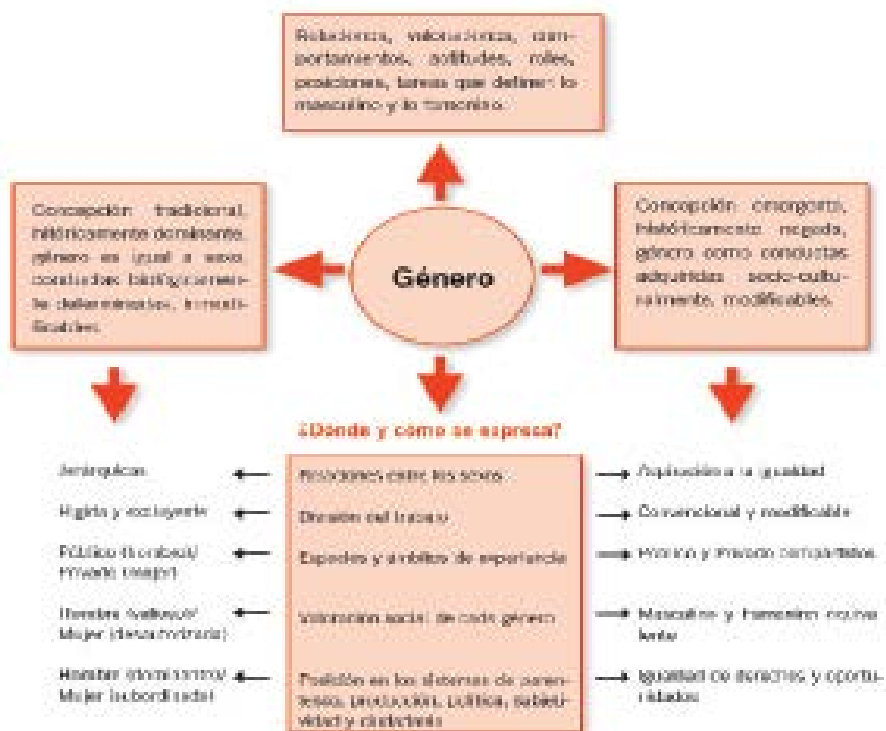 Relaciones, valoraciones, com-
portamientos, aptitudes, roles,
posiciones, tareas que definen lo
masculino y lo femenino.
Concepción tradicional,
históricamente dominante,
género es igual a sexo,
conductas biológicamen-
te determinadas, inmodi-
ficables
Género
Concepción emergente,
históricamente negada,
género como conductas
adquiridas socio-cultu-
ralmente, modificables.
¿Dónde y cómo se expresa?
Jerárquicas
Relaciones entre los sexos
Aspiración a la igualdad
Rígida y excluyente
División del trabajo
Convencional y modificable
Público (hombre)/
Privado (mujer)
Espacios y ámbitos de experiencia
Público y Privado compartidos
Hombre (valioso)/
Mujer (desvalorizada)
Valoración social de cada género
Masculino y Femenino equiva
lente
Hombre (dominante)/
Mujer (subordinada)
Posición en los sistemas de paren-
tesco, producción, política, subjeti-
vidad y ciudadanía
Igualdad de derechos y oportu-
nidades